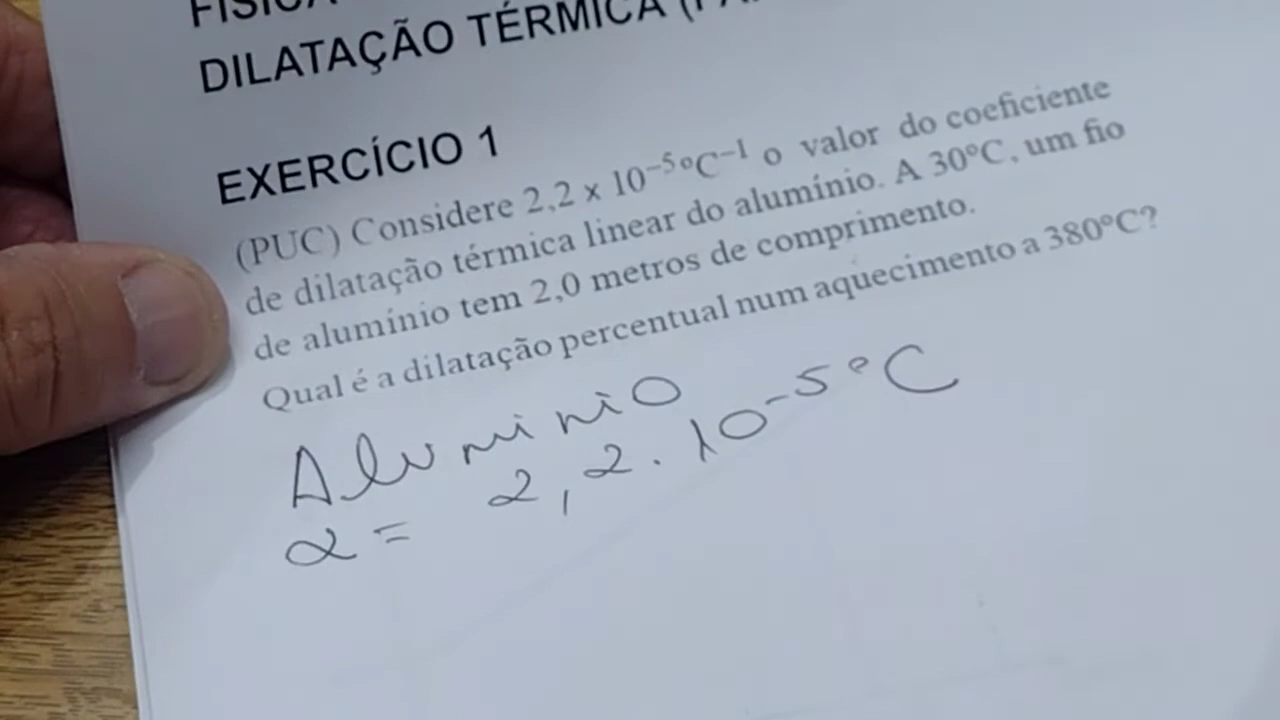 FÍSICA
DILATAÇÃO TÉRMICA
EXERCÍCIO 1
(PUC) Considere 2,2 x 10⁻⁵°C⁻¹ o valor do coeficiente
de dilatação térmica linear do alumínio. A 30°C, um fio
de alumínio tem 2,0 metros de comprimento.
Qual é a dilatação percentual num aquecimento a 380°C?
Aluminio
α = 2,2 . 10⁻⁵ °C